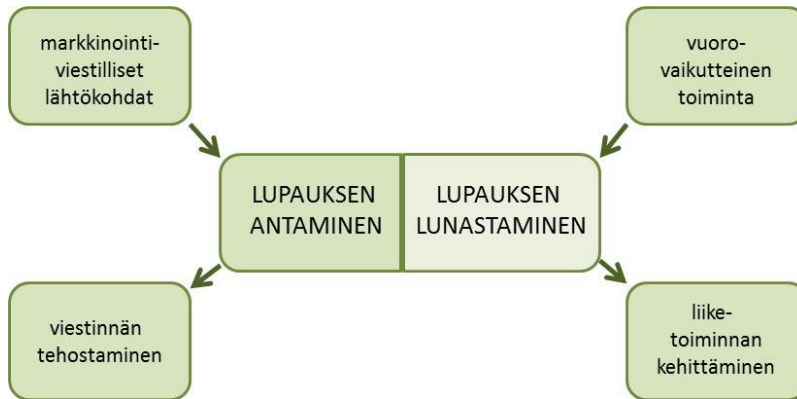 markkinointi-
viestilliset
lähtökohdat
vuoro-
vaikutteinen
toiminta
LUPAUKSEN
ANTAMINEN
LUPAUKSEN
LUNASTAMINEN
viestinnän
tehostaminen
liike-
toiminnan
kehittäminen